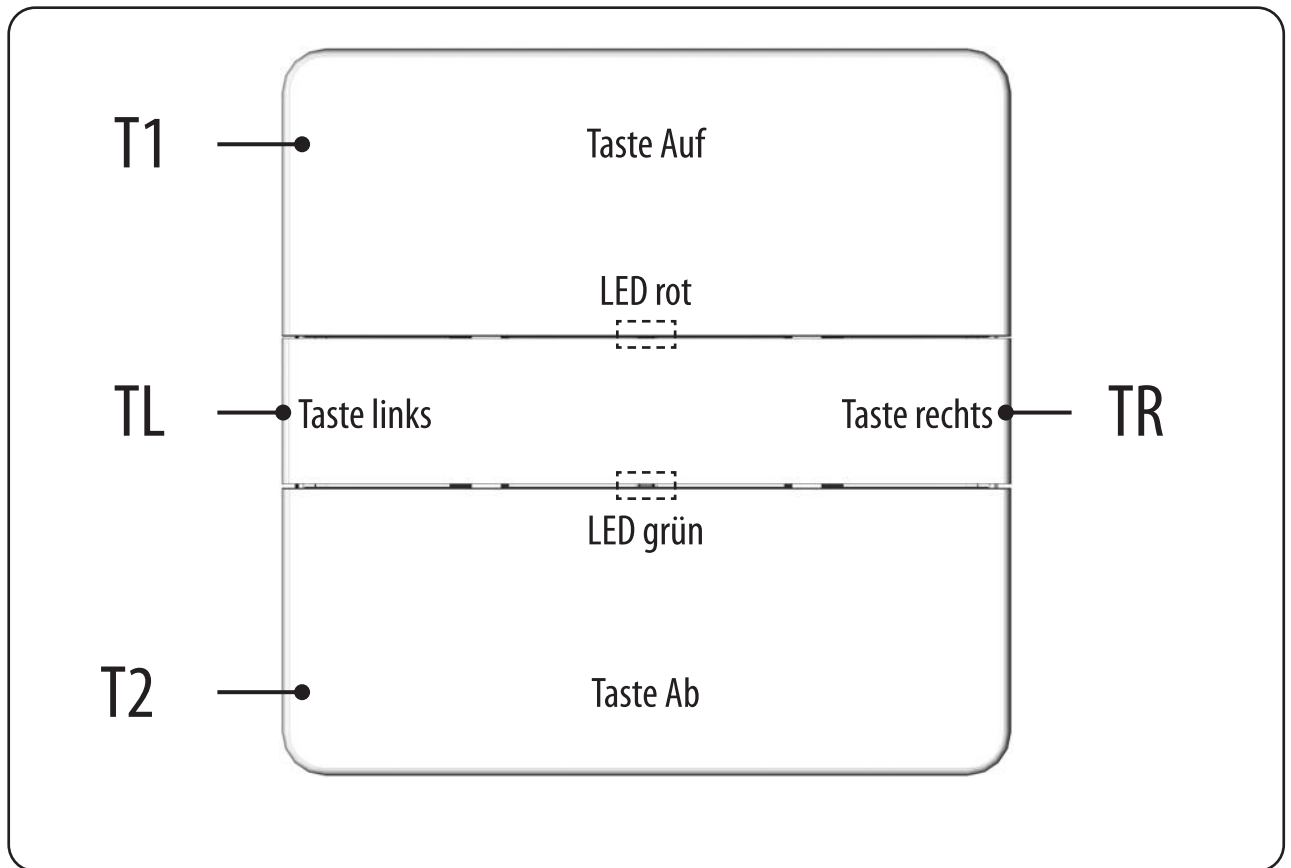 T1
Taste Auf
LED rot
TL
Taste links
Taste rechts
TR
LED grün
T2
Taste Ab